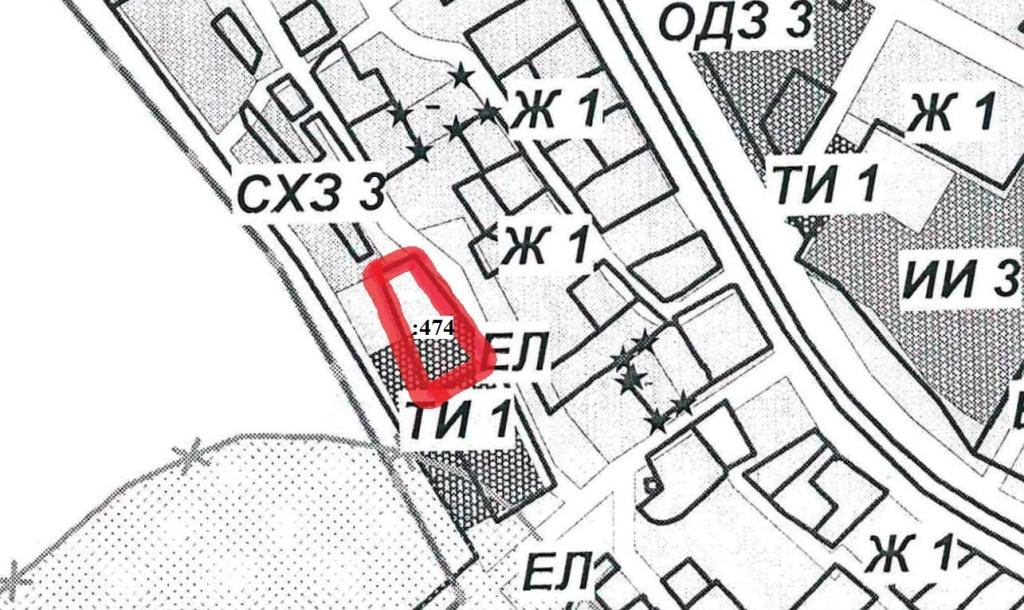 ОДЗ 3
Ж 1
Ж 1
СХЗ 3
ТИ 1
Ж 1
ИИ 3
:474
ЕЛ
ТИ 1
ЕЛ
Ж 1